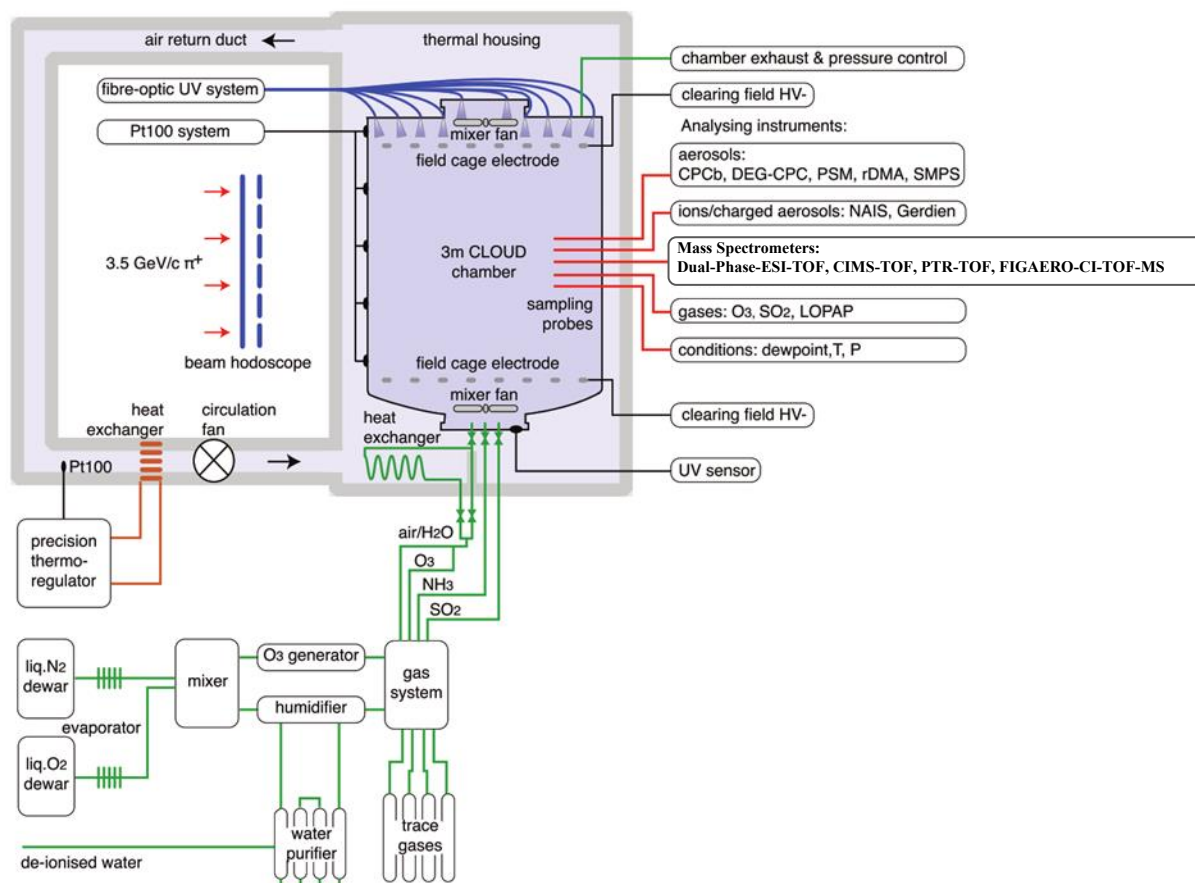 air return duct
thermal housing
fibre-optic UV system
Pt100 system
mixer fan
field cage electrode
3.5 GeV/c π+
beam hodoscope
3m CLOUD
chamber
sampling
probes
field cage electrode
mixer fan
chamber exhaust & pressure control
clearing field HV-
Analysing instruments:
aerosols:
CPCb, DEG-CPC, PSM, rDMA, SMPS
ions/charged aerosols: NAIS, Gerdien
Mass Spectrometers:
Dual-Phase-ESI-TOF, CIMS-TOF, PTR-TOF, FIGAERO-CI-TOF-MS
gases: O3, SO2, LOPAP
conditions: dewpoint,T, P
clearing field HV-
UV sensor
heat
exchanger
circulation
fan
heat
exchanger
Pt100
precision
thermo-
regulator
air/H2O
O3
NH3
SO2
liq.N2
dewar
evaporator
liq.O2
dewar
mixer
O3 generator
humidifier
gas
system
water
purifier
trace
gases
de-ionised water